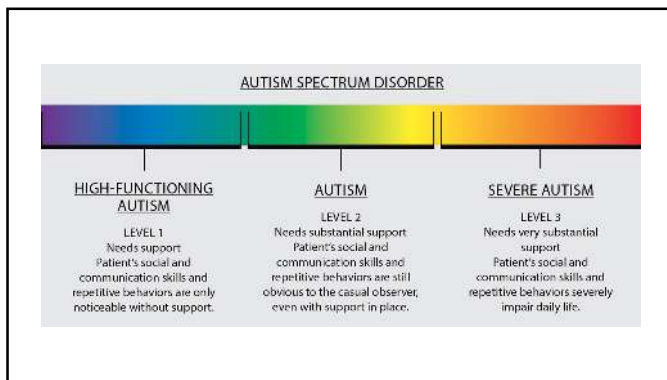 AUTISM SPECTRUM DISORDER
HIGH-FUNCTIONING
AUTISM
LEVEL 1
Needs support
Patient's social and
communication skills and
repetitive behaviors are only
noticeable without support.
AUTISM
LEVEL 2
Needs substantial support
Patient's social and
communication skills and
repetitive behaviors are still
obvious to the casual observer,
even with support in place.
SEVERE AUTISM
LEVEL 3
Needs very substantial
support
Patient's social and
communication skills and
repetitive behaviors severely
impair daily life.